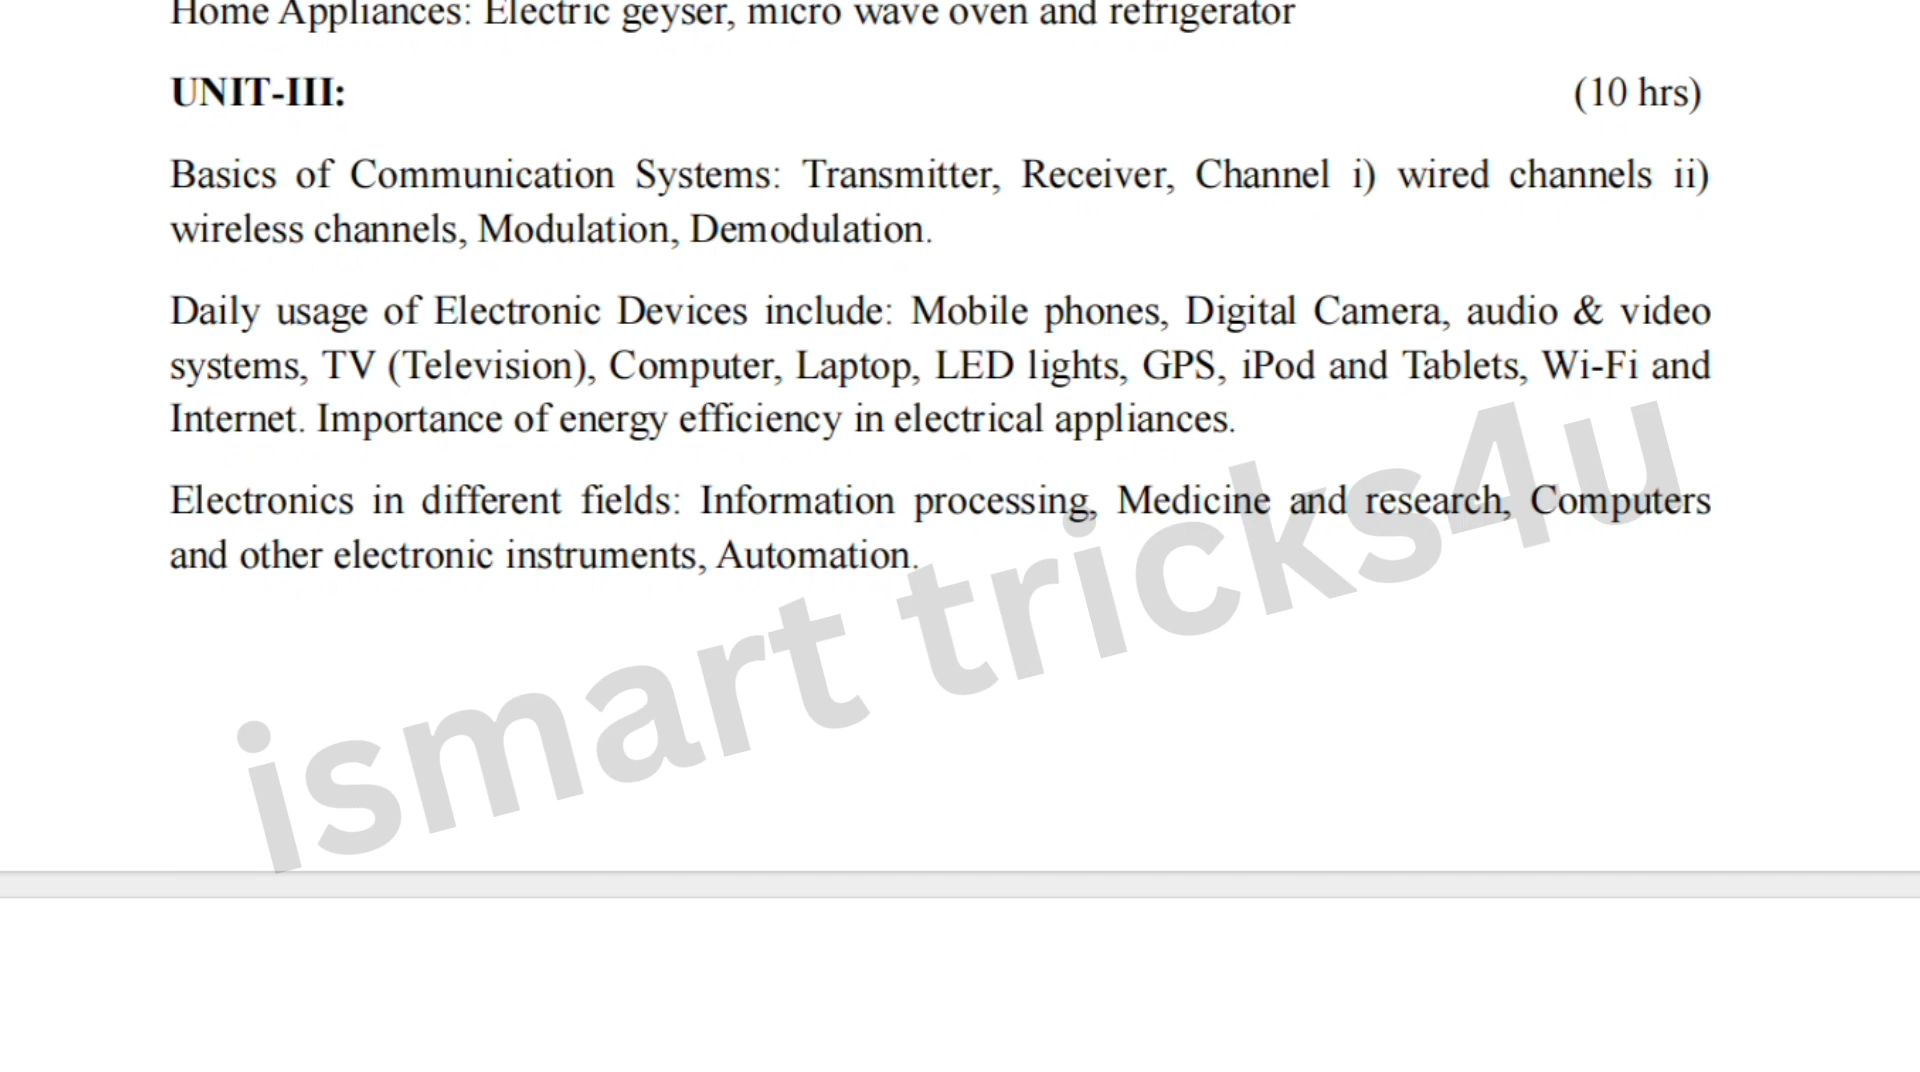 Home Appliances: Electric geyser, micro wave oven and refrigerator
UNIT-III: (10 hrs)
Basics of Communication Systems: Transmitter, Receiver, Channel i) wired channels ii)
wireless channels, Modulation, Demodulation.
Daily usage of Electronic Devices include: Mobile phones, Digital Camera, audio & video
systems, TV (Television), Computer, Laptop, LED lights, GPS, iPod and Tablets, Wi-Fi and
Internet. Importance of energy efficiency in electrical appliances.
Electronics in different fields: Information processing, Medicine and research, Computers
and other electronic instruments, Automation.
ismart tricks4u